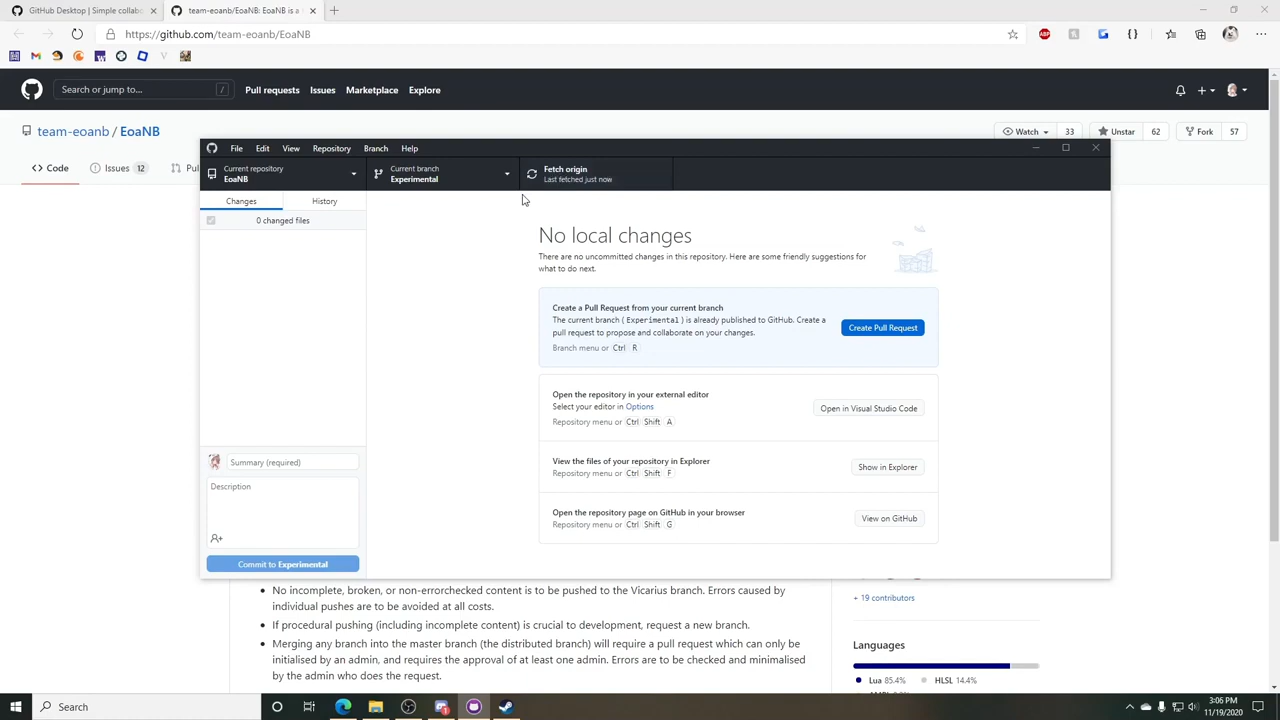 GitHub Desktop | Simple collab
team-eoanb/EoaNB: EoaNB is a
https://github.com/team-eoanb/EoaNB
ABP
Search or jump to...
/
Pull requests
Issues
Marketplace
Explore
team-eoanb / EoaNB
Watch
33
Unstar
62
Fork
57
Code
Issues
12
Pul
File
Edit
View
Repository
Branch
Help
Current repository
EoaNB
Current branch
Experimental
Fetch origin
Last fetched just now
Changes
History
0 changed files
No local changes
There are no uncommitted changes in this repository. Here are some friendly suggestions for
what to do next.
Create a Pull Request from your current branch
The current branch ( Experimental ) is already published to GitHub. Create a
pull request to propose and collaborate on your changes.
Branch menu or Ctrl R
Create Pull Request
Open the repository in your external editor
Select your editor in Options
Repository menu or Ctrl Shift A
Open in Visual Studio Code
View the files of your repository in Explorer
Repository menu or Ctrl Shift F
Show in Explorer
Open the repository page on GitHub in your browser
Repository menu or Ctrl Shift G
View on GitHub
Summary (required)
Description
Commit to Experimental
No incomplete, broken, or non-errorchecked content is to be pushed to the Vicarius branch. Errors caused by
individual pushes are to be avoided at all costs.
If procedural pushing (including incomplete content) is crucial to development, request a new branch.
Merging any branch into the master branch (the distributed branch) will require a pull request which can only be
initialised by an admin, and requires the approval of at least one admin. Errors are to be checked and minimalised
by the admin who does the request.
+ 19 contributors
Languages
Lua 85.4%
HLSL 14.4%
Search
3:06 PM
11/19/2020